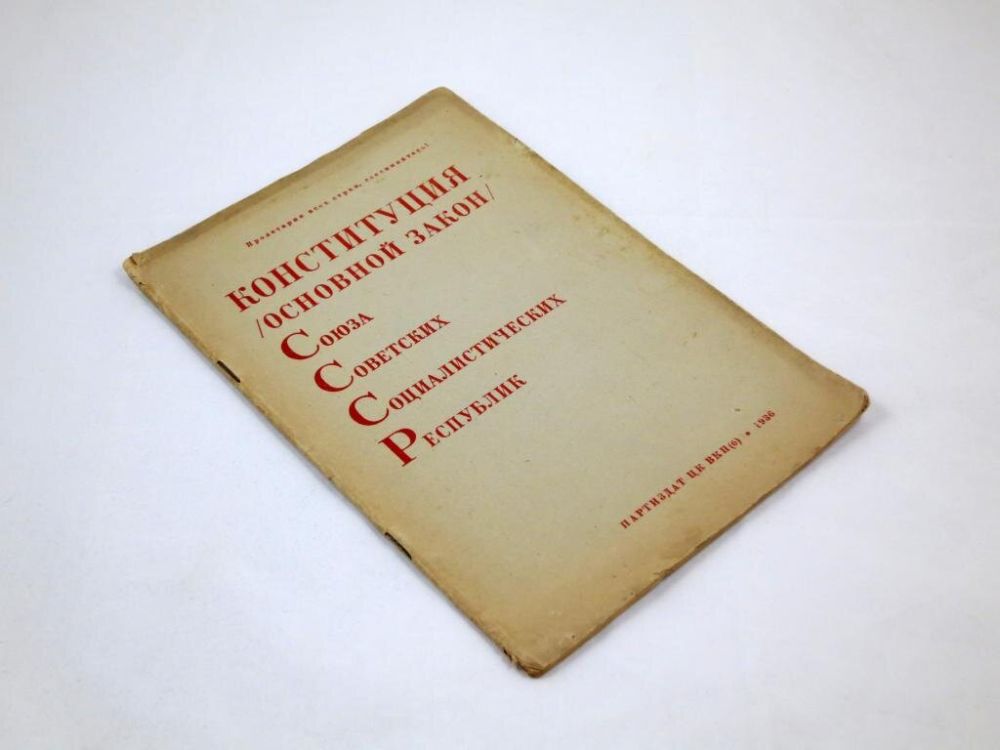 Пролетарии всех стран, соединяйтесь!
КОНСТИТУЦИЯ
/ОСНОВНОЙ ЗАКОН/
Союза
Советских
Социалистических
Республик
ПАРТИЗДАТ ЦК ВКП(б) • 1936